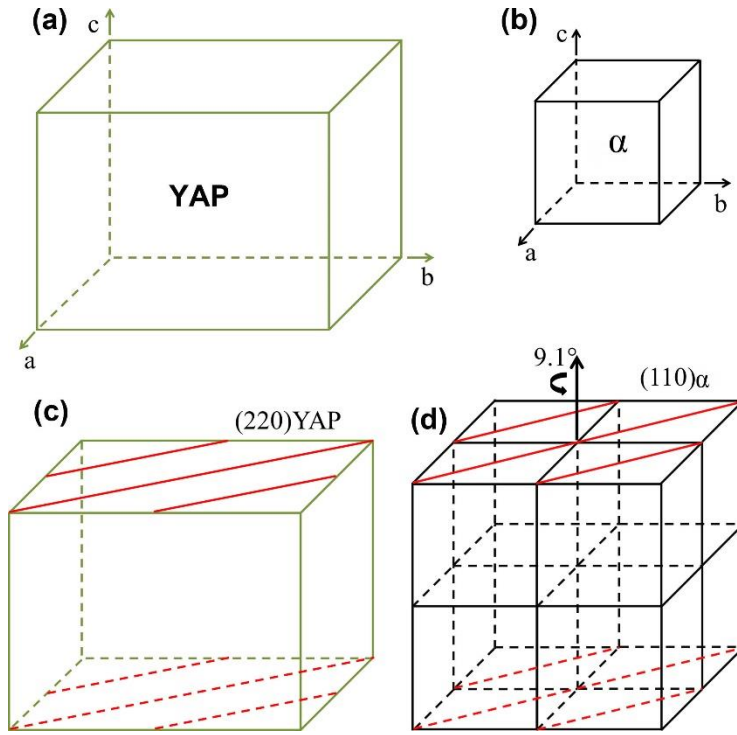 (a)
c
YAP
b
a
(b)
c
α
b
a
(c)
(220)YAP
(d)
9.1°
(110)α